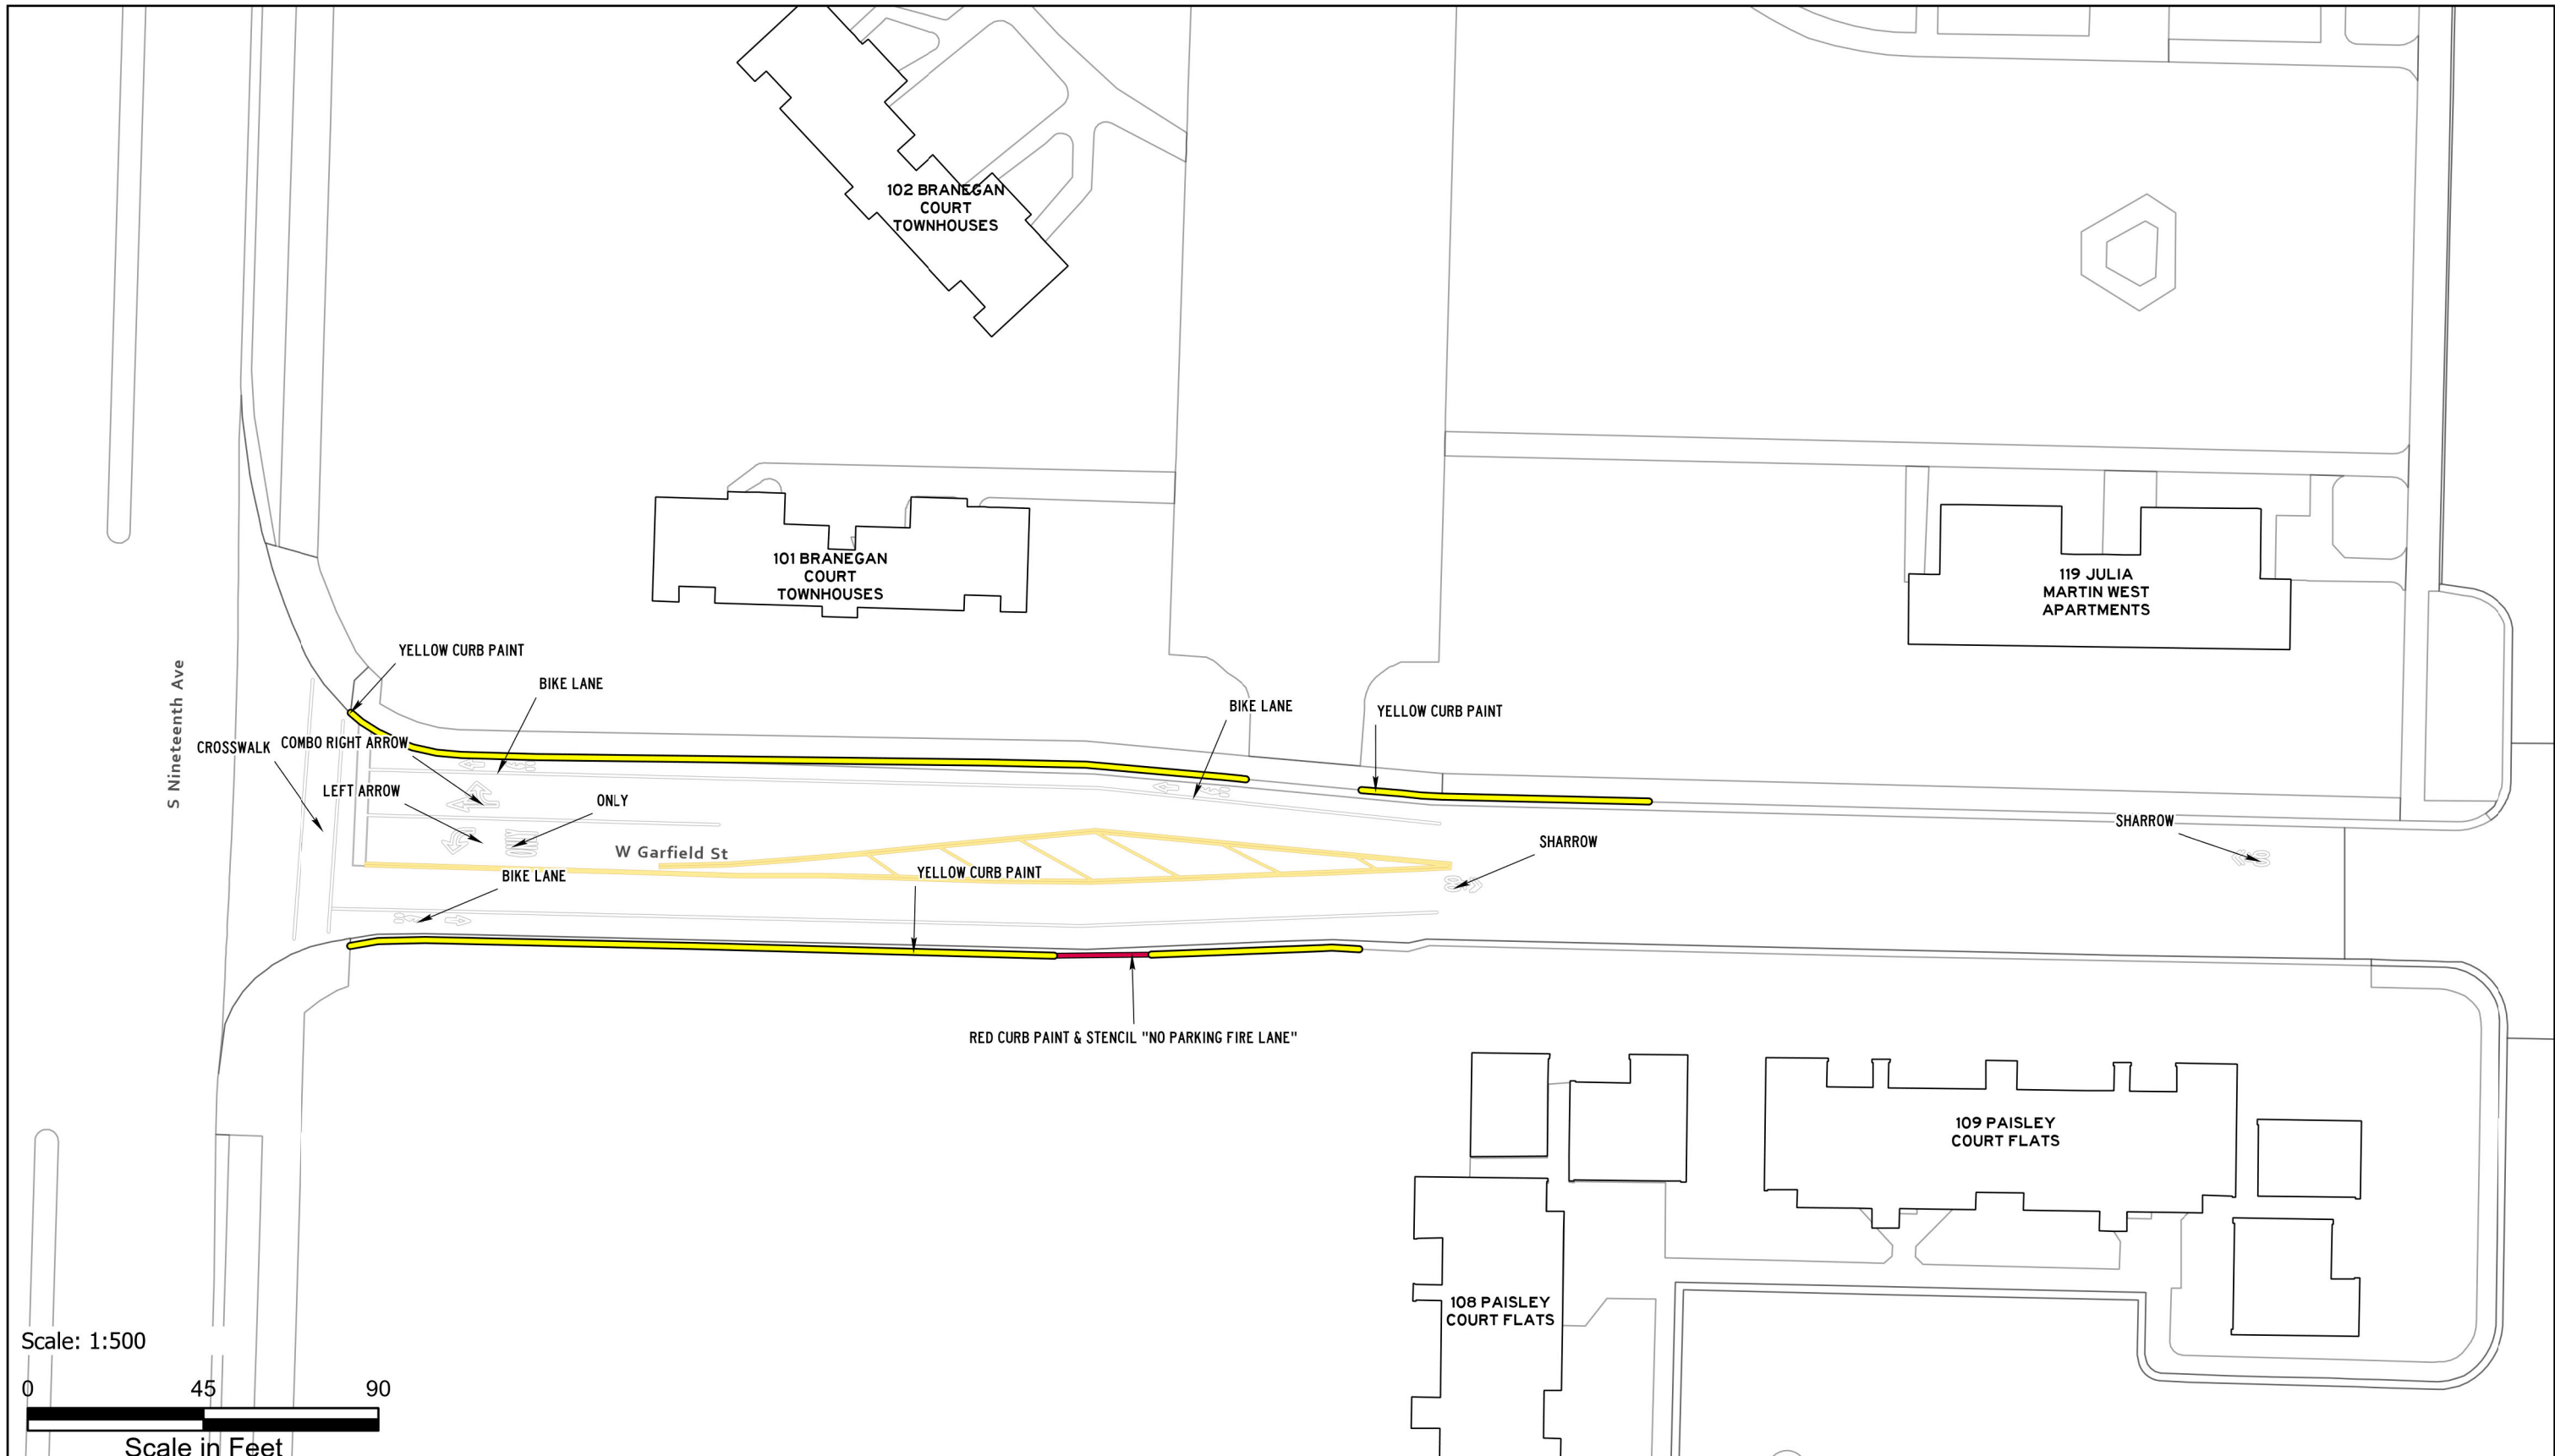 102 BRANEGAN
COURT
TOWNHOUSES
101 BRANEGAN
COURT
TOWNHOUSES
119 JULIA
MARTIN WEST
APARTMENTS
YELLOW CURB PAINT
BIKE LANE
BIKE LANE
YELLOW CURB PAINT
S Nineteenth Ave
CROSSWALK
COMBO RIGHT ARROW
LEFT ARROW
ONLY
ONLY
SHARROW
SHARROW
W Garfield St
BIKE LANE
YELLOW CURB PAINT
RED CURB PAINT & STENCIL "NO PARKING FIRE LANE"
109 PAISLEY
COURT FLATS
108 PAISLEY
COURT FLATS
Scale: 1:500
0 45 90
Scale in Feet